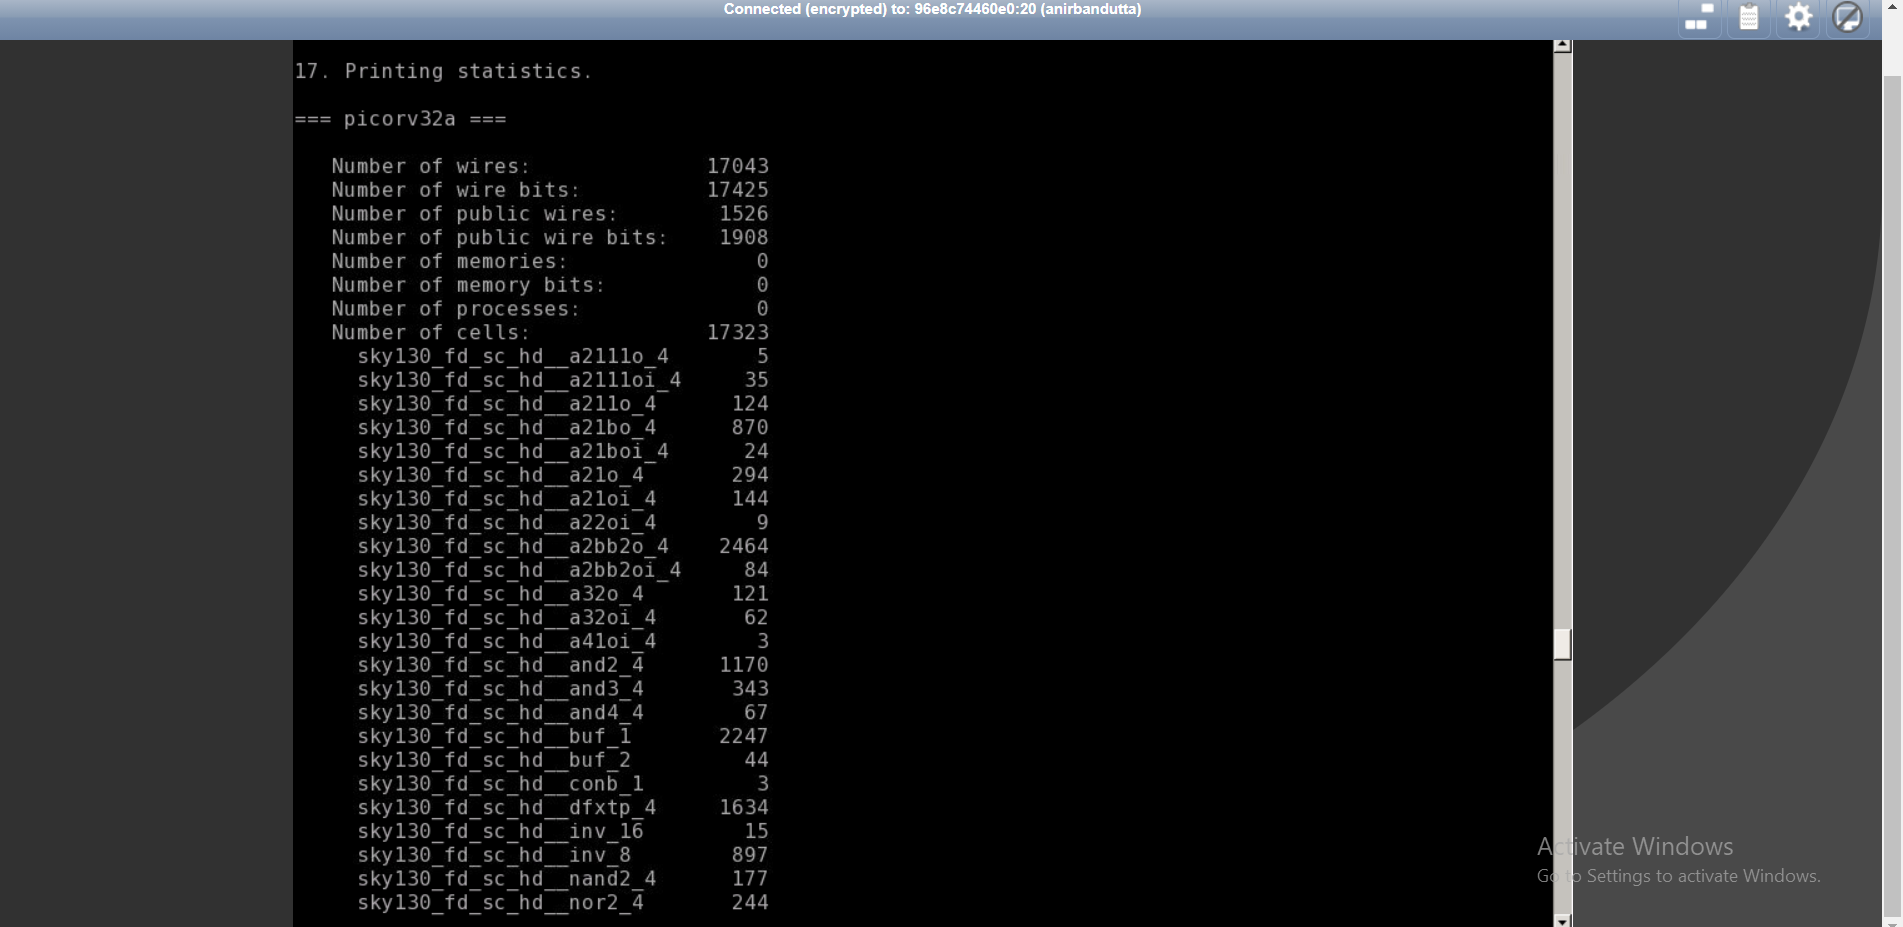 Connected (encrypted) to: 96e8c74460e0:20 (anirbandutta)
17. Printing statistics.
=== picorv32a ===
Number of wires: 17043
Number of wire bits: 17425
Number of public wires: 1526
Number of public wire bits: 1908
Number of memories: 0
Number of memory bits: 0
Number of processes: 0
Number of cells: 17323
sky130_fd_sc_hd__a2111o_4 5
sky130_fd_sc_hd__a2111oi_4 35
sky130_fd_sc_hd__a211o_4 124
sky130_fd_sc_hd__a21bo_4 870
sky130_fd_sc_hd__a21boi_4 24
sky130_fd_sc_hd__a21o_4 294
sky130_fd_sc_hd__a21oi_4 144
sky130_fd_sc_hd__a22oi_4 9
sky130_fd_sc_hd__a2bb2o_4 2464
sky130_fd_sc_hd__a2bb2oi_4 84
sky130_fd_sc_hd__a32o_4 121
sky130_fd_sc_hd__a32oi_4 62
sky130_fd_sc_hd__a41oi_4 3
sky130_fd_sc_hd__and2_4 1170
sky130_fd_sc_hd__and3_4 343
sky130_fd_sc_hd__and4_4 67
sky130_fd_sc_hd__buf_1 2247
sky130_fd_sc_hd__buf_2 44
sky130_fd_sc_hd__conb_1 3
sky130_fd_sc_hd__dfxtp_4 1634
sky130_fd_sc_hd__inv_16 15
sky130_fd_sc_hd__inv_8 897
sky130_fd_sc_hd__nand2_4 177
sky130_fd_sc_hd__nor2_4 244
Activate Windows
Go to Settings to activate Windows.